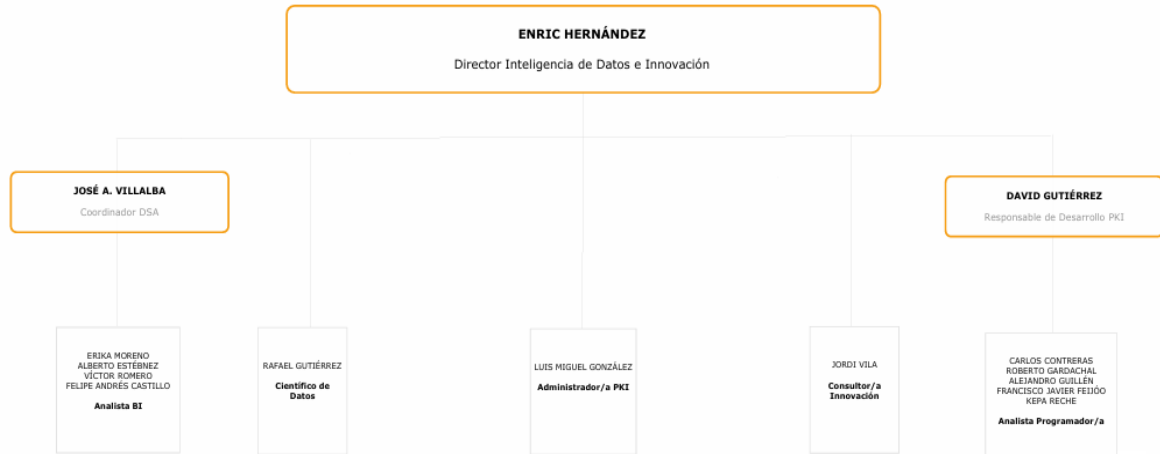 ENRIC HERNÁNDEZ
Director Inteligencia de Datos e Innovación
JOSÉ A. VILLALBA
Coordinador DSA
DAVID GUTIÉRREZ
Responsable de Desarrollo PKI
ERIKA MORENO
ALBERTO ESTÉBNEZ
VÍCTOR ROMERO
FELIPE ANDRÉS CASTILLO
Analista BI
RAFAEL GUTIÉRREZ
Científico de
Datos
LUIS MIGUEL GONZÁLEZ
Administrador/a PKI
JORDI VILA
Consultor/a
Innovación
CARLOS CONTRERAS
ROBERTO GARDACHAL
ALEJANDRO GUILLÉN
FRANCISCO JAVIER FEIJÓO
KEPA RECHE
Analista Programador/a